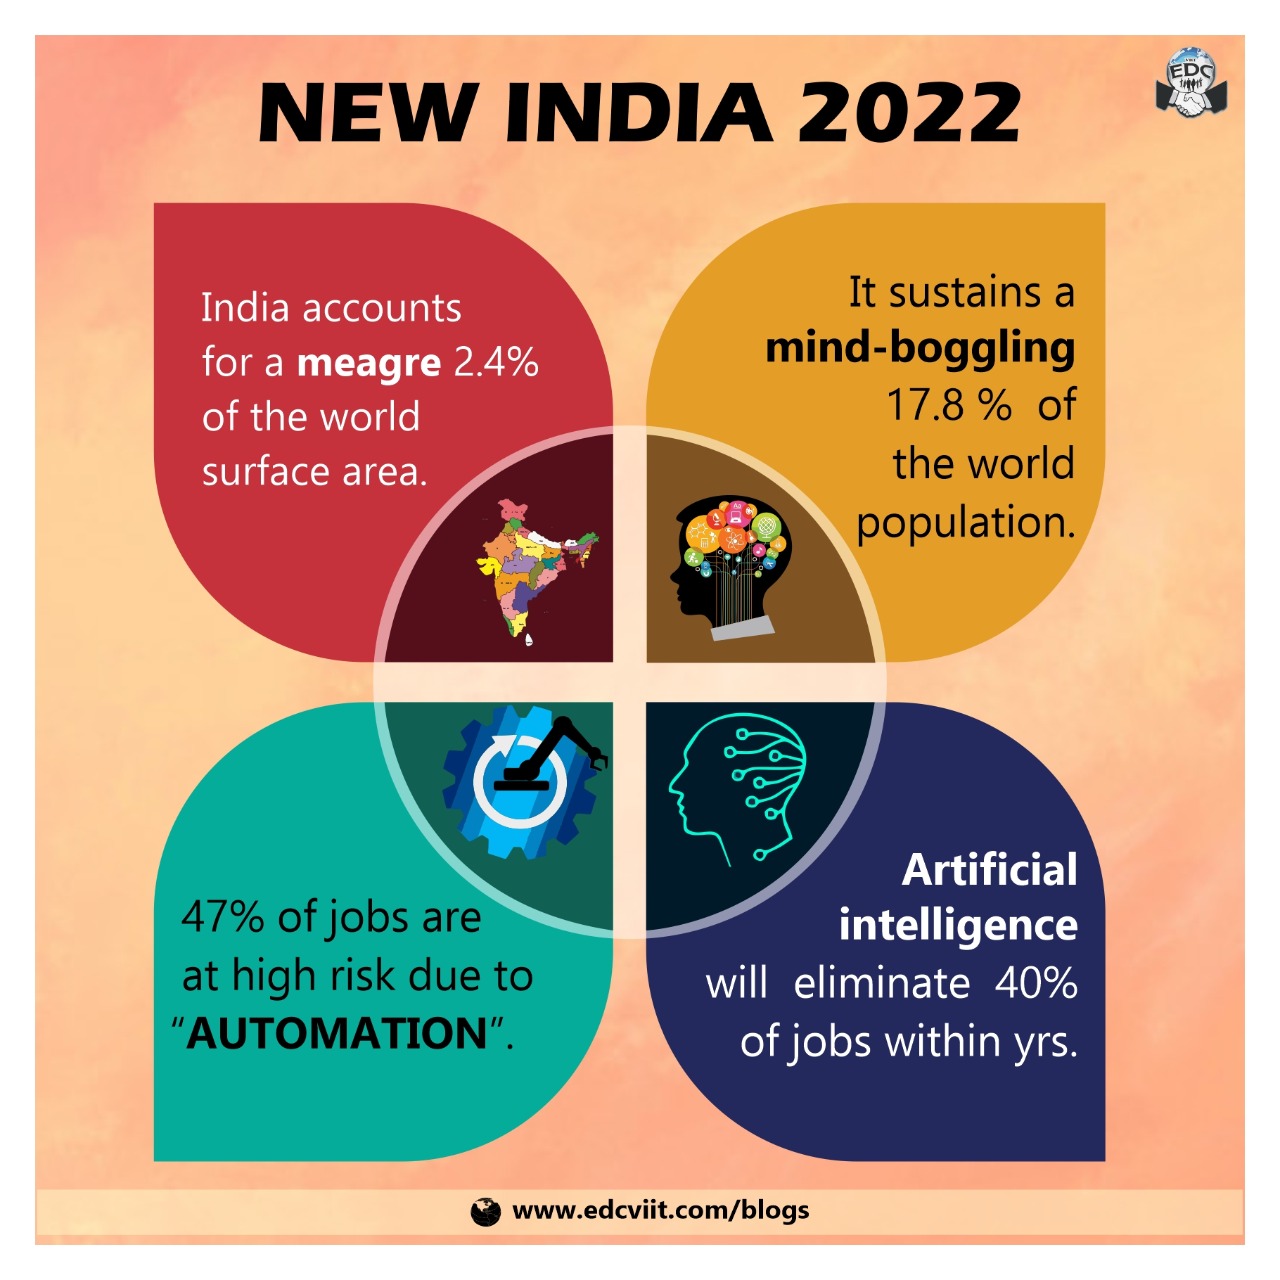 NEW INDIA 2022
EDC
India accounts
for a meagre 2.4%
of the world
surface area.
It sustains a
mind-boggling
17.8 % of
the world
population.
47% of jobs are
at high risk due to
“AUTOMATION”.
Artificial
intelligence
will eliminate 40%
of jobs within yrs.
www.edcviit.com/blogs